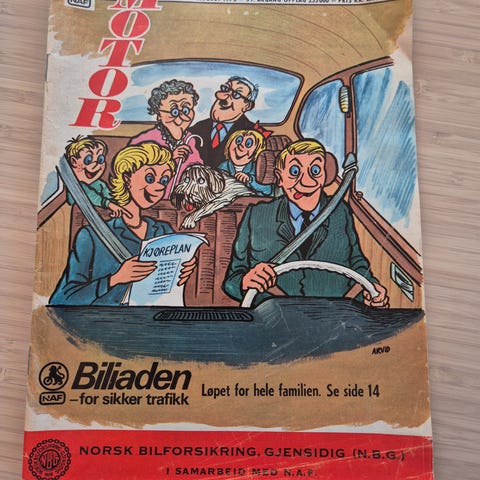 NAF
MOTOR
KJØREPLAN
ARVID
Biliaden
NAF
– for sikker trafikk
Løpet for hele familien. Se side 14
NORSK BILFORSIKRING, GJENSIDIG (N.B.G.)
I SAMARBEID MED N.A.F.